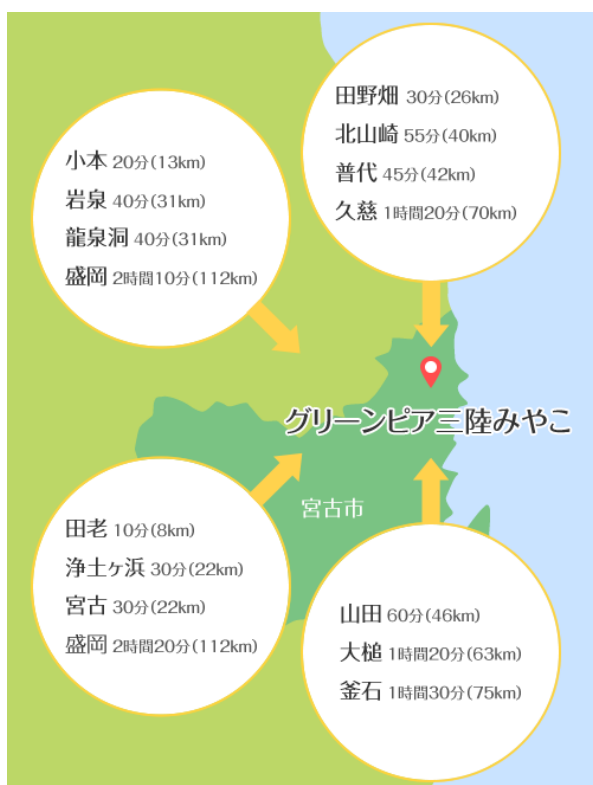 田野畑 30分(26km)
北山崎 55分(40km)
普代 45分(42km)
久慈 1時間20分(70km)
小本 20分(13km)
岩泉 40分(31km)
龍泉洞 40分(31km)
盛岡 2時間10分(112km)
グリーンピア三陸みやこ
宮古市
田老 10分(8km)
浄土ヶ浜 30分(22km)
宮古 30分(22km)
盛岡 2時間20分(112km)
山田 60分(46km)
大槌 1時間20分(63km)
釜石 1時間30分(75km)